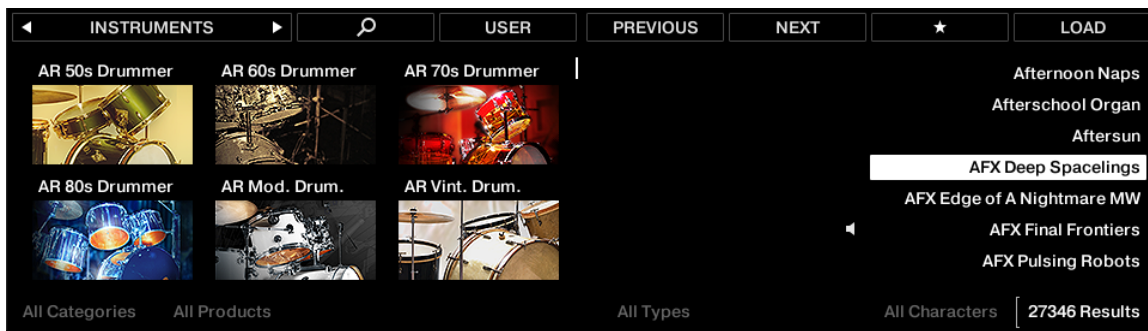 INSTRUMENTS USER PREVIOUS NEXT LOAD
AR 50s Drummer AR 60s Drummer AR 70s Drummer
AR 80s Drummer AR Mod. Drum. AR Vint. Drum.
Afternoon Naps
Afterschool Organ
Aftersun
AFX Deep Spacelings
AFX Edge of A Nightmare MW
AFX Final Frontiers
AFX Pulsing Robots
All Categories All Products All Types All Characters 27346 Results